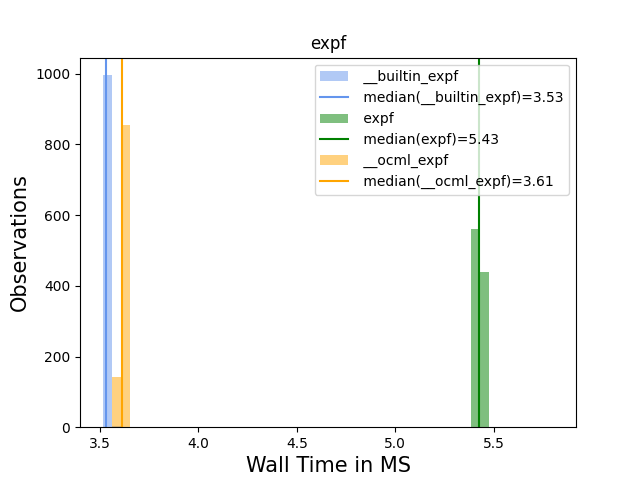 expf
__builtin_expf
median(__builtin_expf)=3.53
expf
median(expf)=5.43
__ocml_expf
median(__ocml_expf)=3.61
Observations
1000
800
600
400
200
0
3.5 4.0 4.5 5.0 5.5
Wall Time in MS